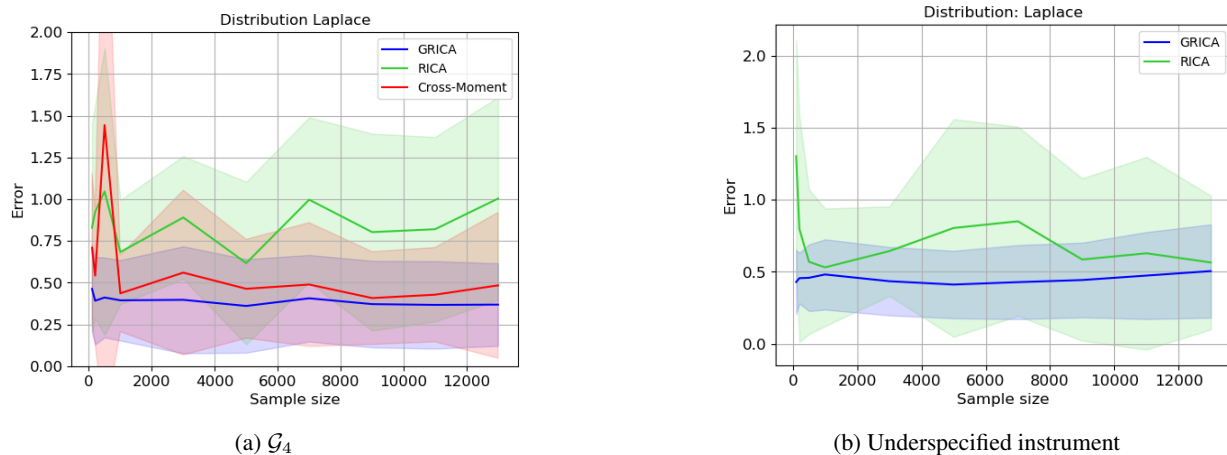 Distribution Laplace
2.00
1.75
1.50
1.25
1.00
0.75
0.50
0.25
0.00
Error
GRICA
RICA
Cross-Moment
0 2000 4000 6000 8000 10000 12000
Sample size
(a) G₄
Distribution: Laplace
2.0
1.5
1.0
0.5
0.0
Error
GRICA
RICA
0 2000 4000 6000 8000 10000 12000
Sample size
(b) Underspecified instrument